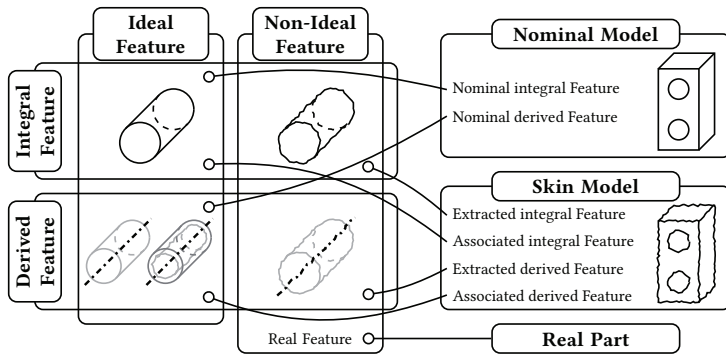 Ideal
Feature
Non-Ideal
Feature
Nominal Model
Integral
Feature
Nominal integral Feature
Nominal derived Feature
Skin Model
Derived
Feature
Extracted integral Feature
Associated integral Feature
Extracted derived Feature
Associated derived Feature
Real Feature
Real Part